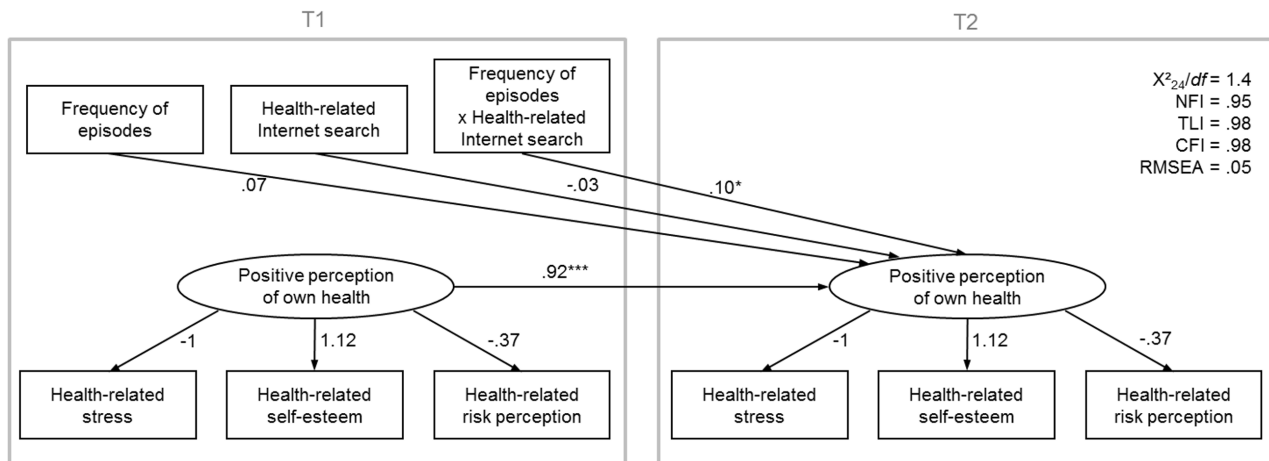 T1
Frequency of
episodes
Health-related
Internet search
Frequency of
episodes
x Health-related
Internet search
.07
-.03
.10*
Positive perception
of own health
.92***
-1
1.12
-.37
Health-related
stress
Health-related
self-esteem
Health-related
risk perception
T2
X²₂₄/df = 1.4
NFI = .95
TLI = .98
CFI = .98
RMSEA = .05
Positive perception
of own health
-1
1.12
-.37
Health-related
stress
Health-related
self-esteem
Health-related
risk perception